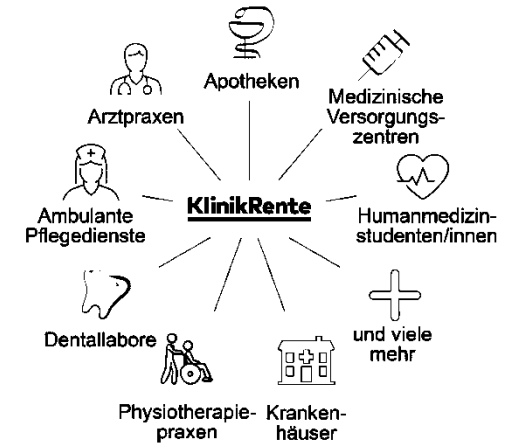 Apotheken
Medizinische
Versorgungs-
zentren
Arztpraxen
KlinikRente
Humanmedizin-
studenten/innen
Ambulante
Pflegedienste
und viele
mehr
Dentallabore
Krankenhäuser
Physiotherapie-
praxen
Kranken-
häuser